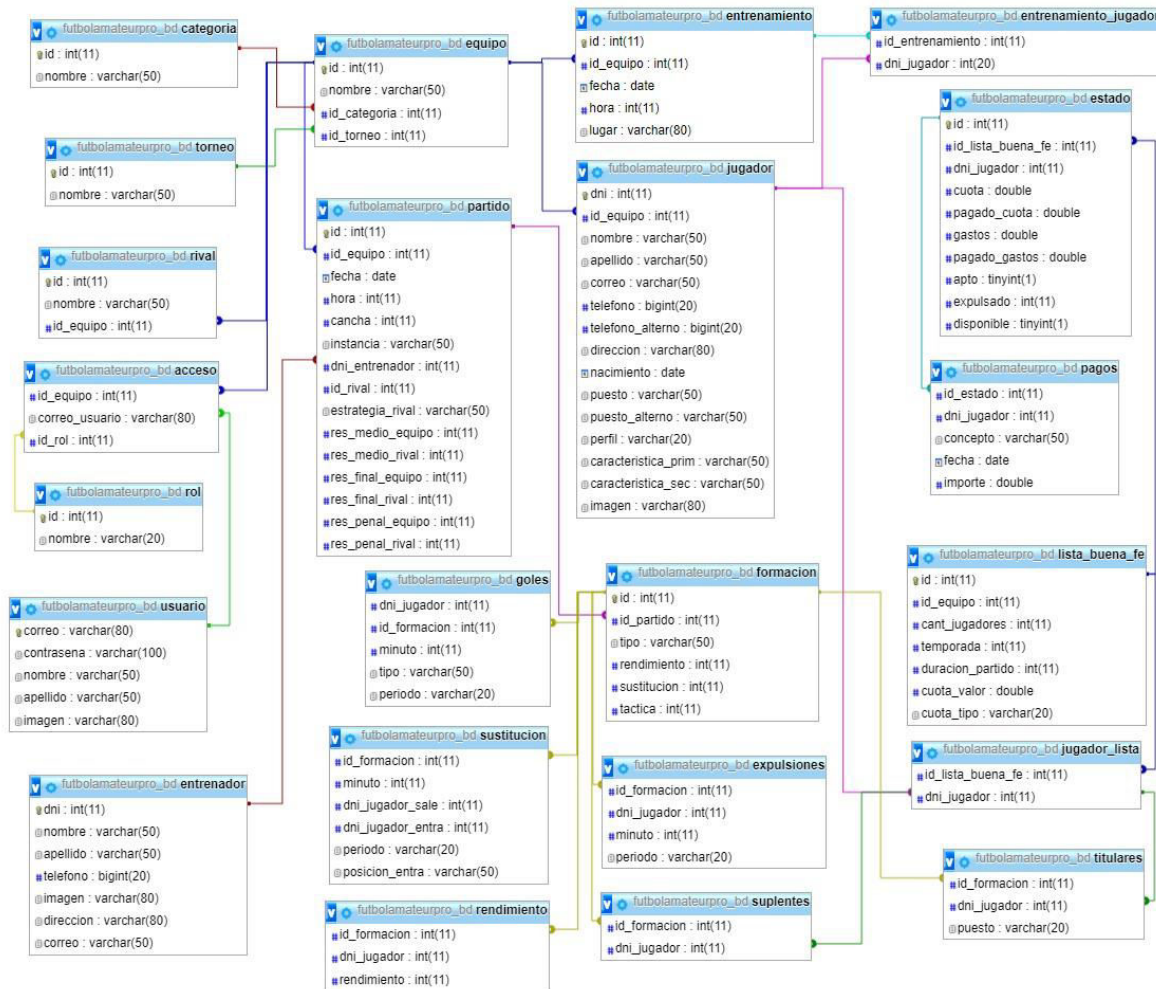 futbolamateurpro_bd categoria
id : int(11)
nombre : varchar(50)
futbolamateurpro_bd torneo
id : int(11)
nombre : varchar(50)
futbolamateurpro_bd rival
id : int(11)
nombre : varchar(50)
id_equipo : int(11)
futbolamateurpro_bd acceso
id_equipo : int(11)
correo_usuario : varchar(80)
id_rol : int(11)
futbolamateurpro_bd rol
id : int(11)
nombre : varchar(20)
futbolamateurpro_bd usuario
correo : varchar(80)
contrasena : varchar(100)
nombre : varchar(50)
apellido : varchar(50)
imagen : varchar(80)
futbolamateurpro_bd entrenador
dni : int(11)
nombre : varchar(50)
apellido : varchar(50)
telefono : bigint(20)
imagen : varchar(80)
direccion : varchar(80)
correo : varchar(50)
futbolamateurpro_bd equipo
id : int(11)
nombre : varchar(50)
id_categoria : int(11)
id_torneo : int(11)
futbolamateurpro_bd partido
id : int(11)
id_equipo : int(11)
fecha : date
hora : int(11)
cancha : int(11)
instancia : varchar(50)
dni_entrenador : int(11)
id_rival : int(11)
estrategia_rival : varchar(50)
res_medio_equipo : int(11)
res_medio_rival : int(11)
res_final_equipo : int(11)
res_final_rival : int(11)
res_penal_equipo : int(11)
res_penal_rival : int(11)
futbolamateurpro_bd goles
dni_jugador : int(11)
id_formacion : int(11)
minuto : int(11)
tipo : varchar(50)
periodo : varchar(20)
futbolamateurpro_bd sustitucion
id_formacion : int(11)
minuto : int(11)
dni_jugador_sale : int(11)
dni_jugador_entra : int(11)
periodo : varchar(20)
posicion_entra : varchar(50)
futbolamateurpro_bd rendimiento
id_formacion : int(11)
dni_jugador : int(11)
rendimiento : int(11)
futbolamateurpro_bd entrenamiento
id : int(11)
id_equipo : int(11)
fecha : date
hora : int(11)
lugar : varchar(80)
futbolamateurpro_bd jugador
dni : int(11)
id_equipo : int(11)
nombre : varchar(50)
apellido : varchar(50)
correo : varchar(50)
telefono : bigint(20)
telefono_alterno : bigint(20)
direccion : varchar(80)
nacimiento : date
puesto : varchar(50)
puesto_alterno : varchar(50)
perfil : varchar(20)
caracteristica_prim : varchar(50)
caracteristica_sec : varchar(50)
imagen : varchar(80)
futbolamateurpro_bd formacion
id : int(11)
id_partido : int(11)
tipo : varchar(50)
rendimiento : int(11)
sustitucion : int(11)
tactica : int(11)
futbolamateurpro_bd expulsiones
id_formacion : int(11)
dni_jugador : int(11)
minuto : int(11)
periodo : varchar(20)
futbolamateurpro_bd suplentes
id_formacion : int(11)
dni_jugador : int(11)
futbolamateurpro_bd entrenamiento_jugador
id_entrenamiento : int(11)
dni_jugador : int(20)
futbolamateurpro_bd estado
id : int(11)
id_lista_buena_fe : int(11)
dni_jugador : int(11)
cuota : double
pagado_cuota : double
gastos : double
pagado_gastos : double
apto : tinyint(1)
expulsado : int(11)
disponible : tinyint(1)
futbolamateurpro_bd pagos
id_estado : int(11)
dni_jugador : int(11)
concepto : varchar(50)
fecha : date
importe : double
futbolamateurpro_bd lista_buena_fe
id : int(11)
id_equipo : int(11)
cant_jugadores : int(11)
temporada : int(11)
duracion_partido : int(11)
cuota_valor : double
cuota_tipo : varchar(20)
futbolamateurpro_bd jugador_lista
id_lista_buena_fe : int(11)
dni_jugador : int(11)
futbolamateurpro_bd titulares
id_formacion : int(11)
dni_jugador : int(11)
puesto : varchar(20)